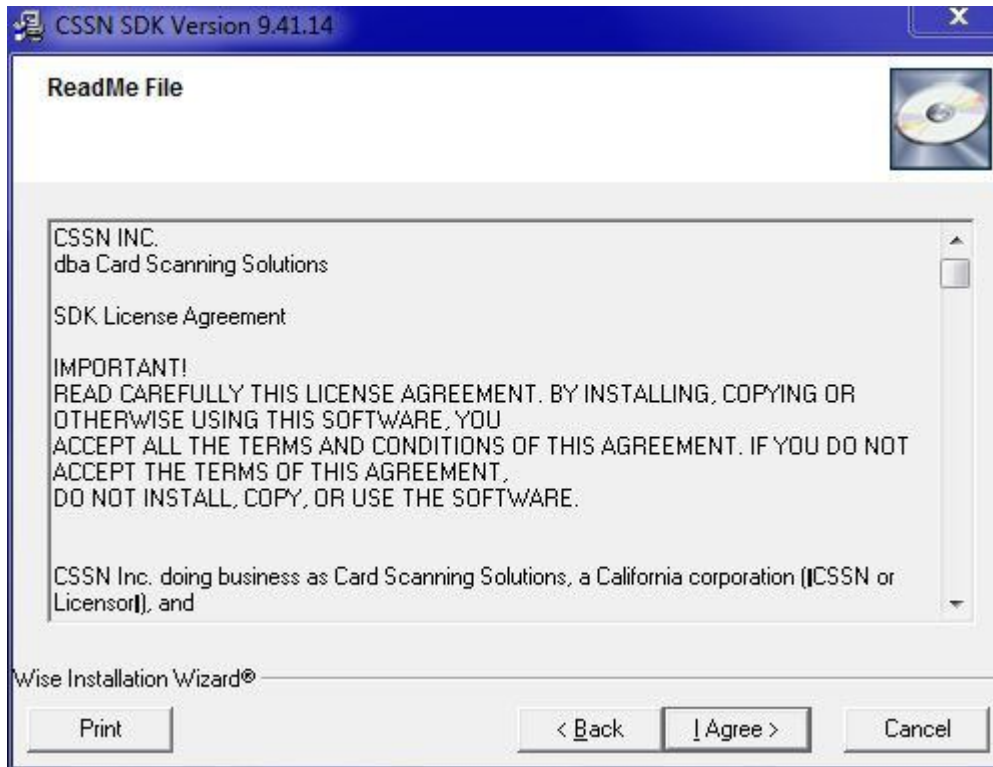 CSSN SDK Version 9.41.14
X
ReadMe File
CSSN INC.
dba Card Scanning Solutions
SDK License Agreement
IMPORTANT!
READ CAREFULLY THIS LICENSE AGREEMENT. BY INSTALLING, COPYING OR
OTHERWISE USING THIS SOFTWARE, YOU
ACCEPT ALL THE TERMS AND CONDITIONS OF THIS AGREEMENT. IF YOU DO NOT
ACCEPT THE TERMS OF THIS AGREEMENT,
DO NOT INSTALL, COPY, OR USE THE SOFTWARE.
CSSN Inc. doing business as Card Scanning Solutions, a California corporation (|CSSN or
Licensor|), and
Wise Installation Wizard®
Print
< Back
I Agree >
Cancel